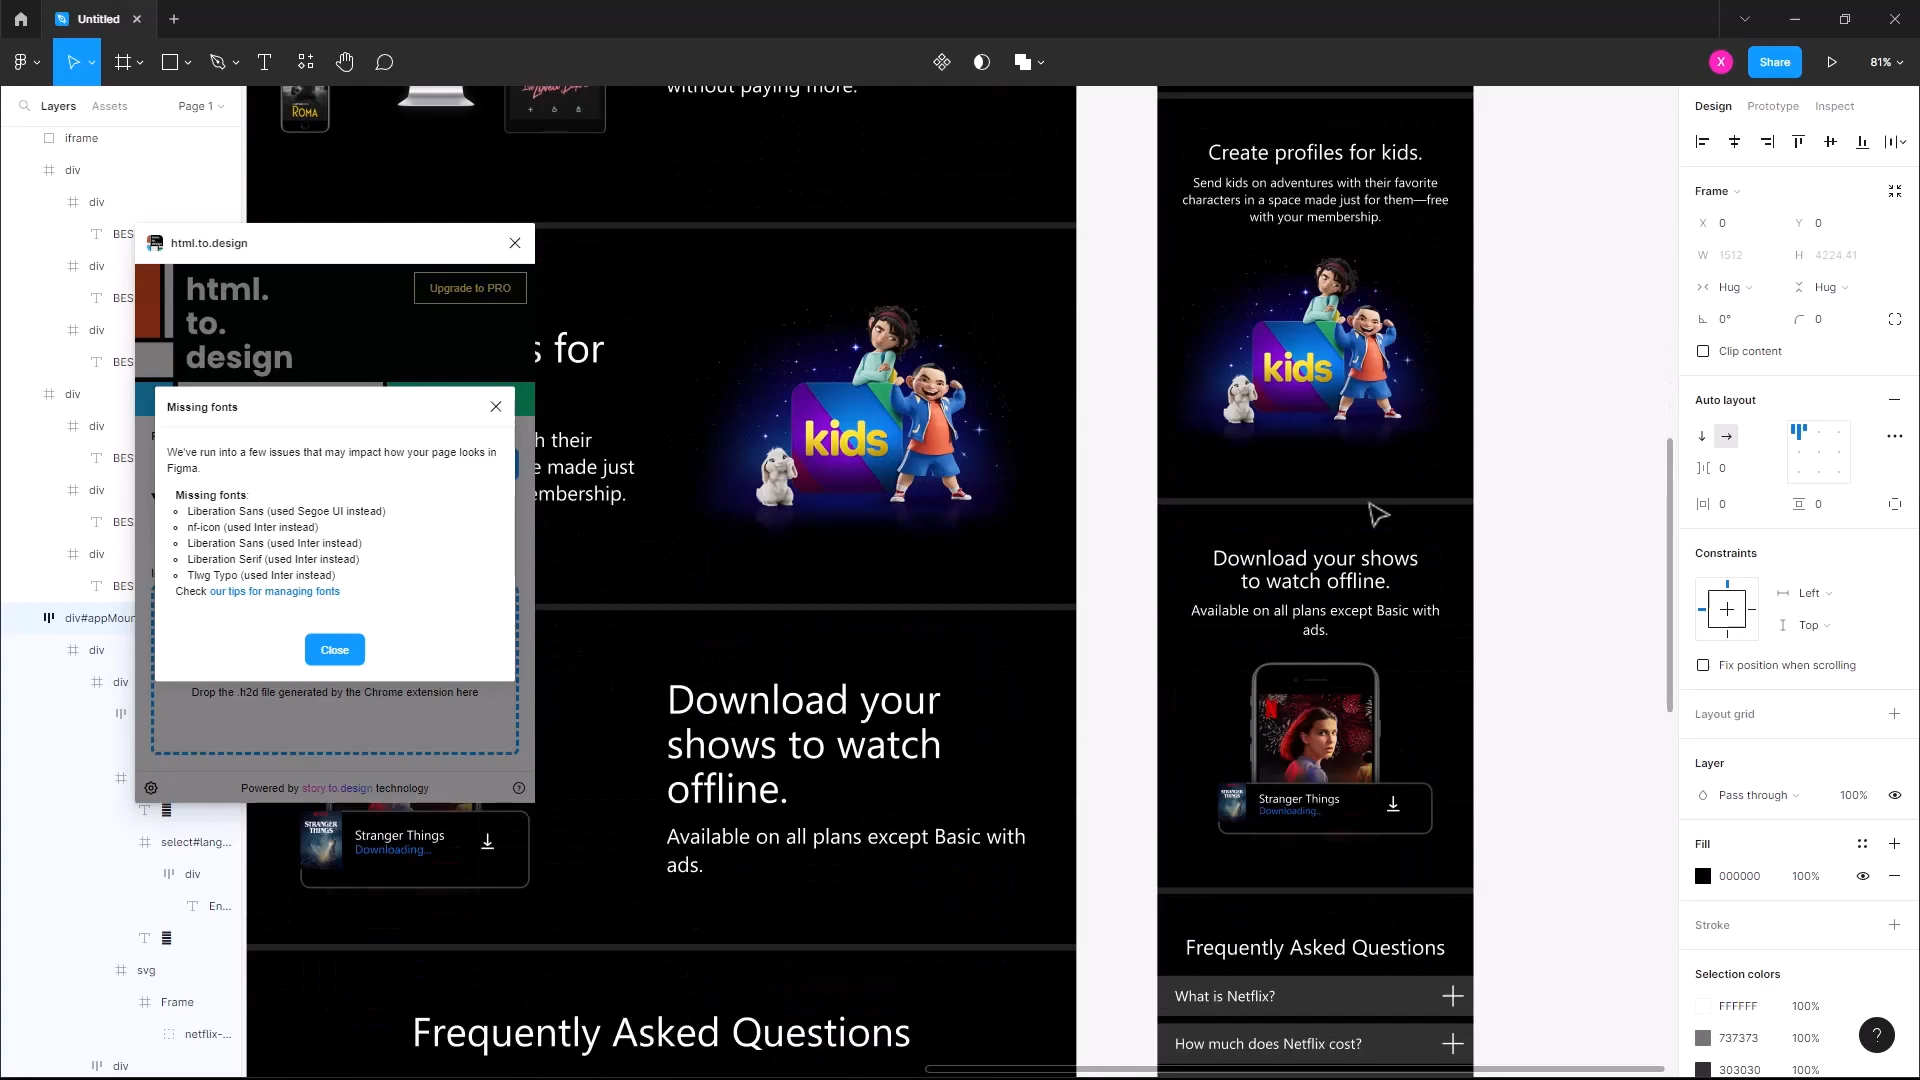 Untitled
Share
X
81%
Layers
Assets
Page 1
iframe
div
div
BES
div
BES
div
BES
div
div
BES
div
BES
div
BES
div#appMoun
div
div
select#lang...
div
En...
svg
Frame
netflix-...
div
html.to.design
html.
to.
design
Upgrade to PRO
Missing fonts
We've run into a few issues that may impact how your page looks in
Figma.
Missing fonts:
Liberation Sans (used Segoe UI instead)
nf-icon (used Inter instead)
Liberation Sans (used Inter instead)
Liberation Serif (used Inter instead)
Tlwg Typo (used Inter instead)
Check our tips for managing fonts
Close
Drop the .h2d file generated by the Chrome extension here
Powered by story.to.design technology
ROMA
without paying more.
s for
h their
e made just
embership.
kids
Download your
shows to watch
offline.
Available on all plans except Basic with
ads.
STRANGER
THINGS
Stranger Things
Downloading...
Frequently Asked Questions
Create profiles for kids.
Send kids on adventures with their favorite
characters in a space made just for them—free
with your membership.
kids
Download your shows
to watch offline.
Available on all plans except Basic with
ads.
Stranger Things
Downloading...
Frequently Asked Questions
What is Netflix?
How much does Netflix cost?
Design
Prototype
Inspect
Frame
X 0
Y 0
W 1512
H 4224.41
Hug
Hug
0°
0
Clip content
Auto layout
0
0
0
Constraints
Left
Top
Fix position when scrolling
Layout grid
Layer
Pass through
100%
Fill
000000
100%
Stroke
Selection colors
FFFFFF
100%
737373
100%
303030
100%
?